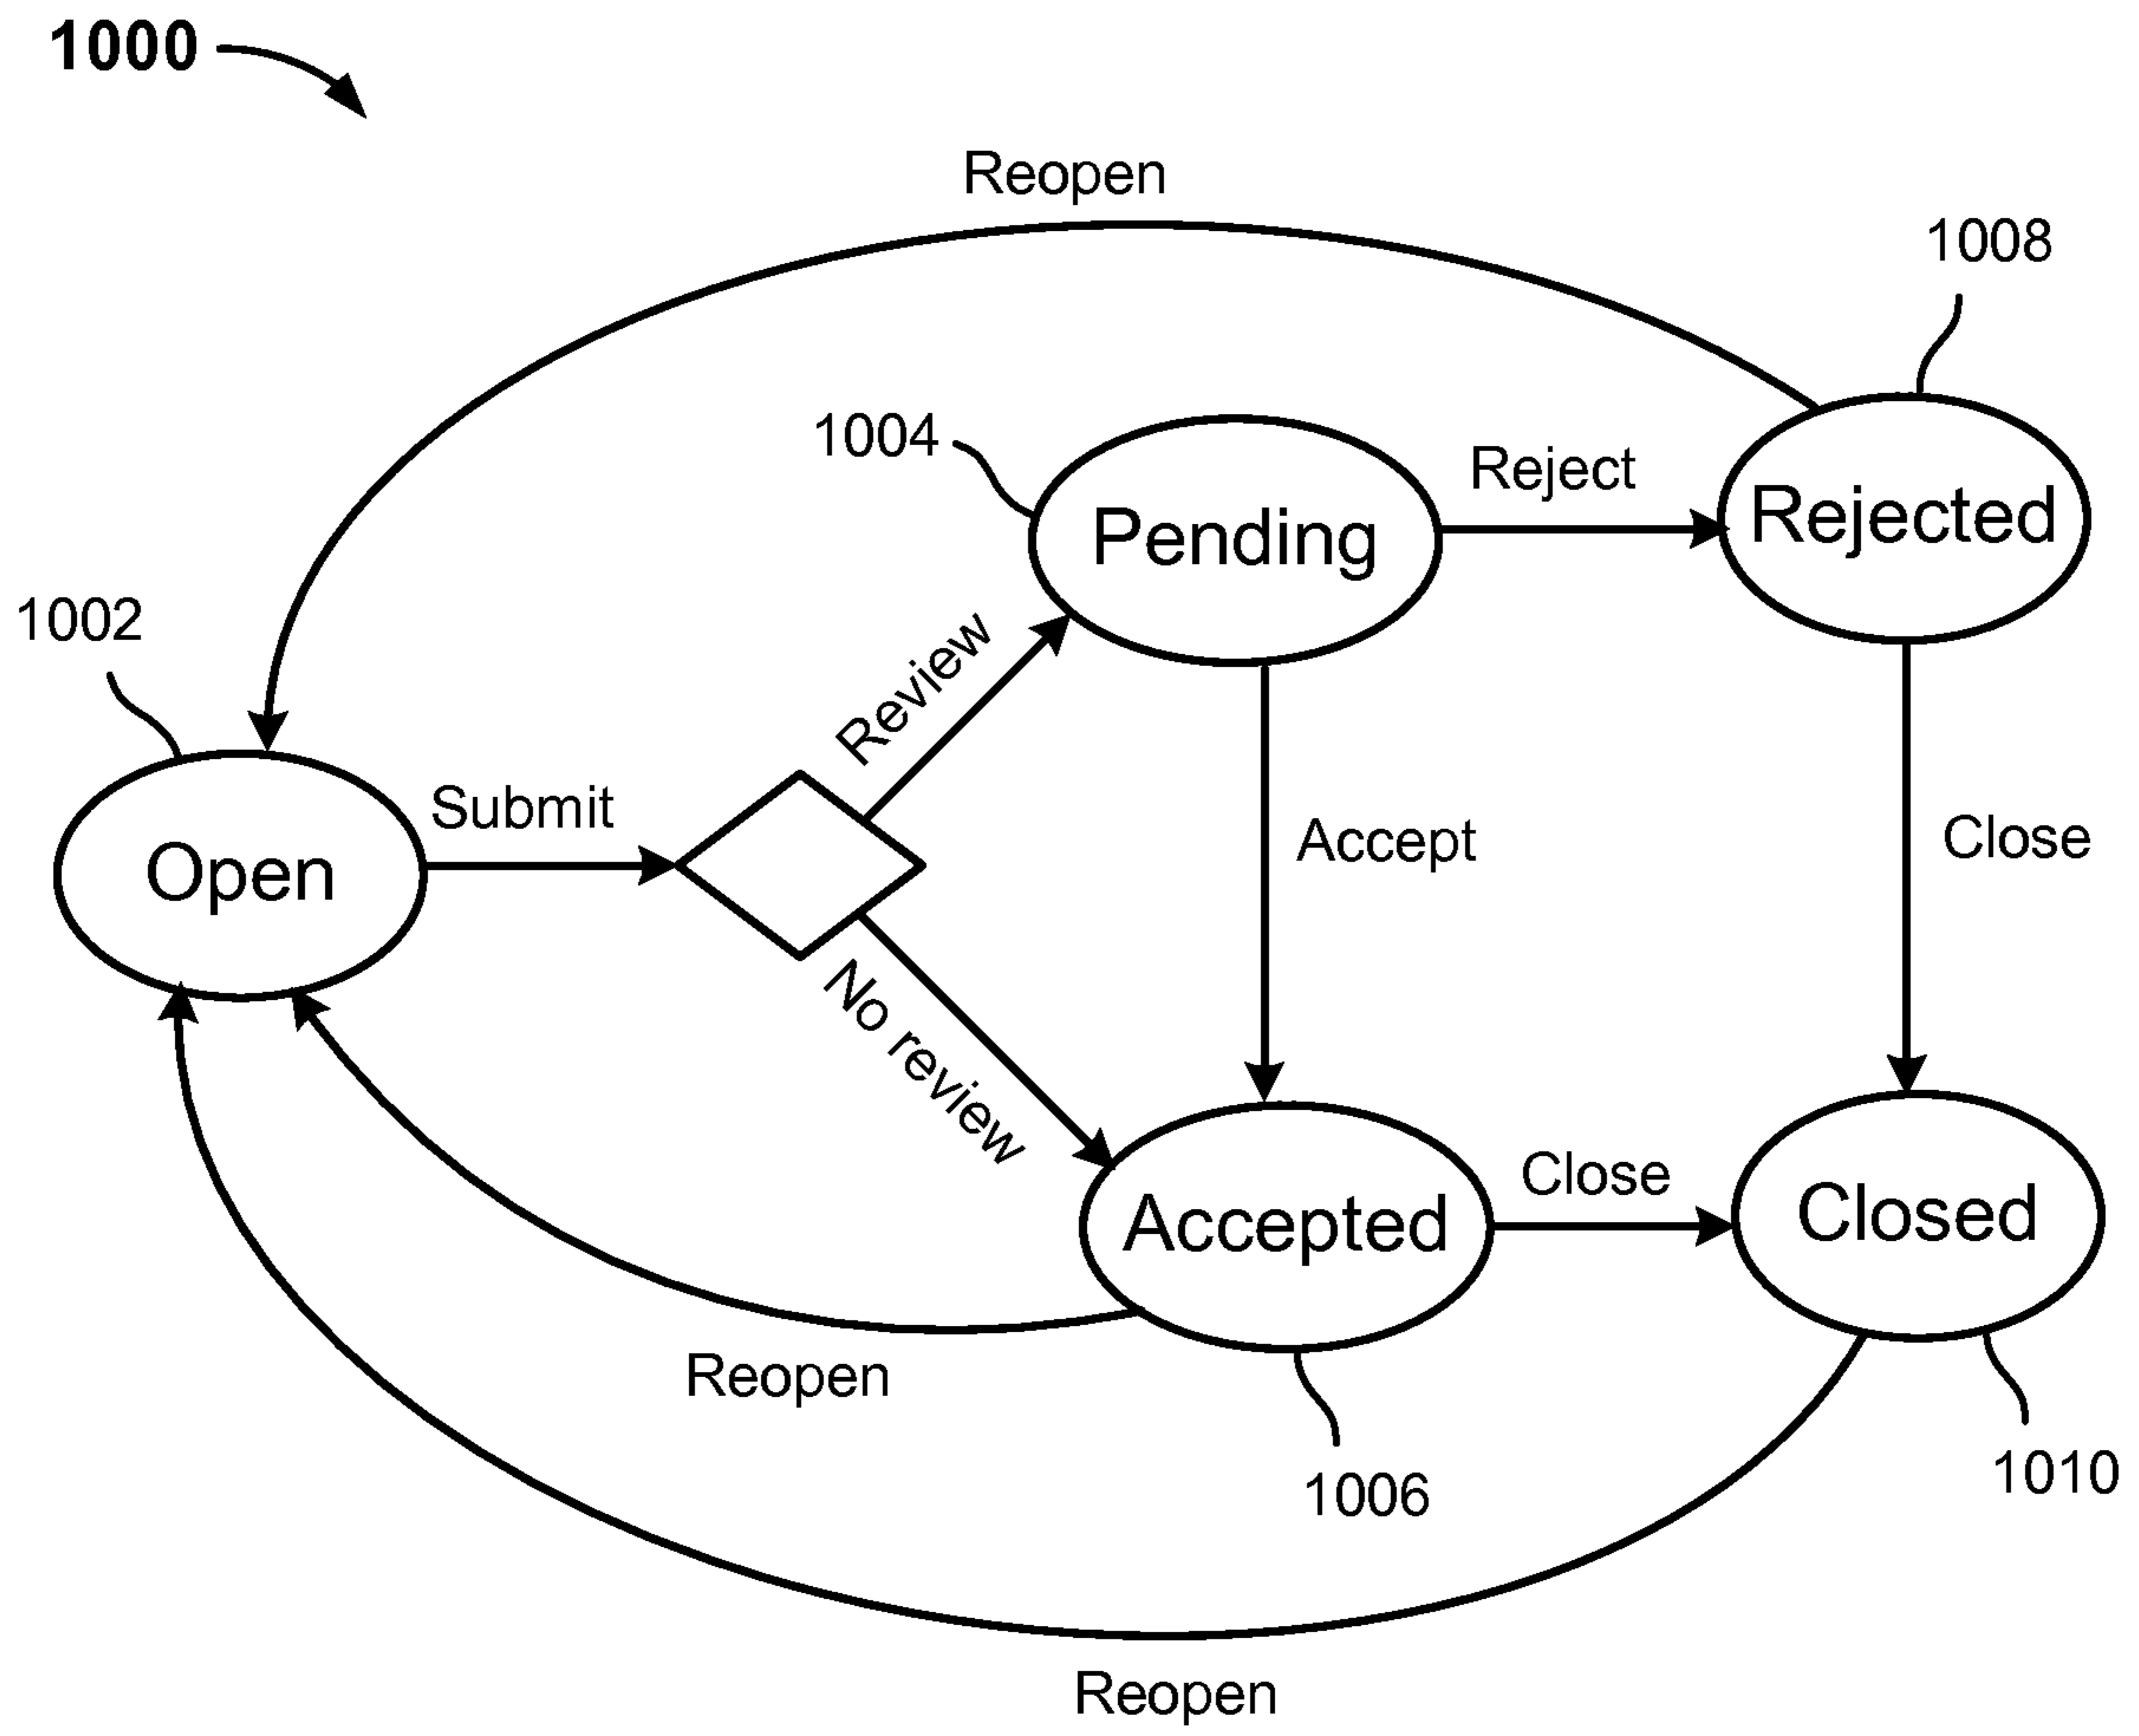 1000
Reopen
1008
1004
Reject
Pending
Rejected
1002
Review
Submit
Open
Accept
Close
No review
Accepted
Close
Closed
Reopen
1006
1010
Reopen